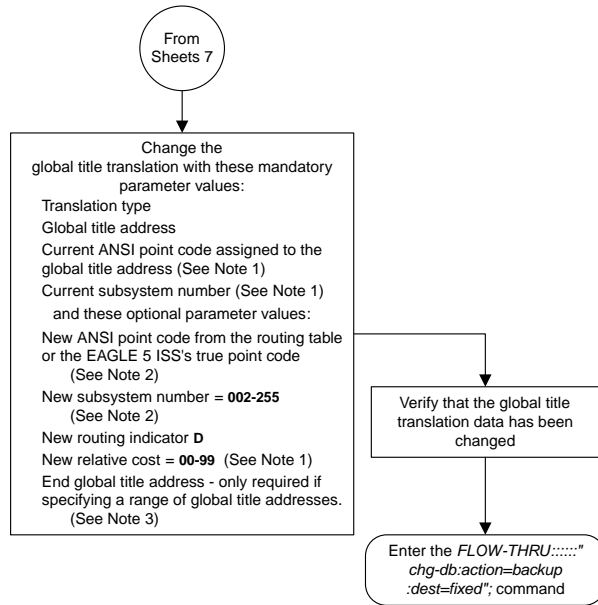 From
Sheets 7
Change the
global title translation with these mandatory
parameter values:
Translation type
Global title address
Current ANSI point code assigned to the
global title address (See Note 1)
Current subsystem number (See Note 1)
and these optional parameter values:
New ANSI point code from the routing table
or the EAGLE 5 ISS's true point code
(See Note 2)
New subsystem number = 002-255
(See Note 2)
New routing indicator D
New relative cost = 00-99 (See Note 1)
End global title address - only required if
specifying a range of global title addresses.
(See Note 3)
Verify that the global title
translation data has been
changed
Enter the FLOW-THRU::::::"
chg-db:action=backup
:dest=fixed"; command